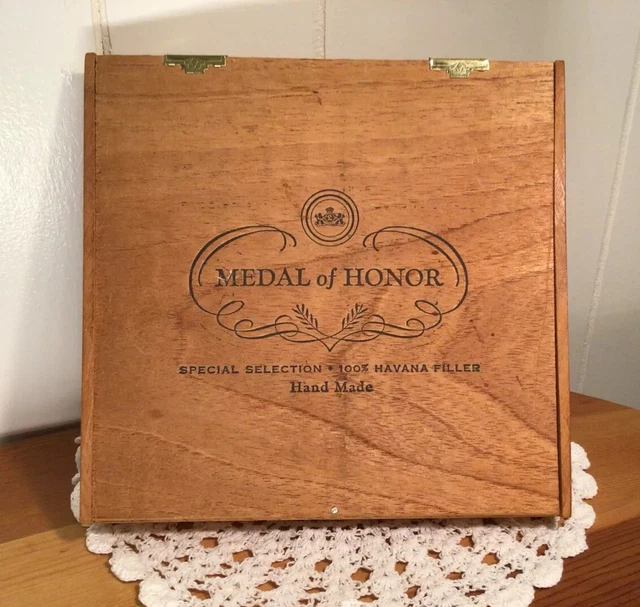 MEDAL of HONOR
SPECIAL SELECTION • 100% HAVANA FILLER
Hand Made